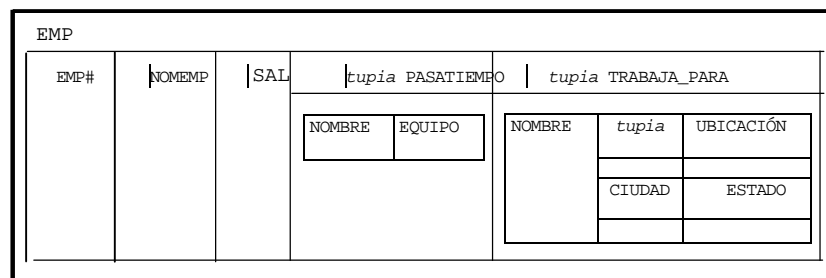 EMP
EMP# NOMEMP SAL tupia PASATIEMPO tupia TRABAJA_PARA
NOMBRE EQUIPO NOMBRE tupia UBICACIÓN
CIUDAD ESTADO